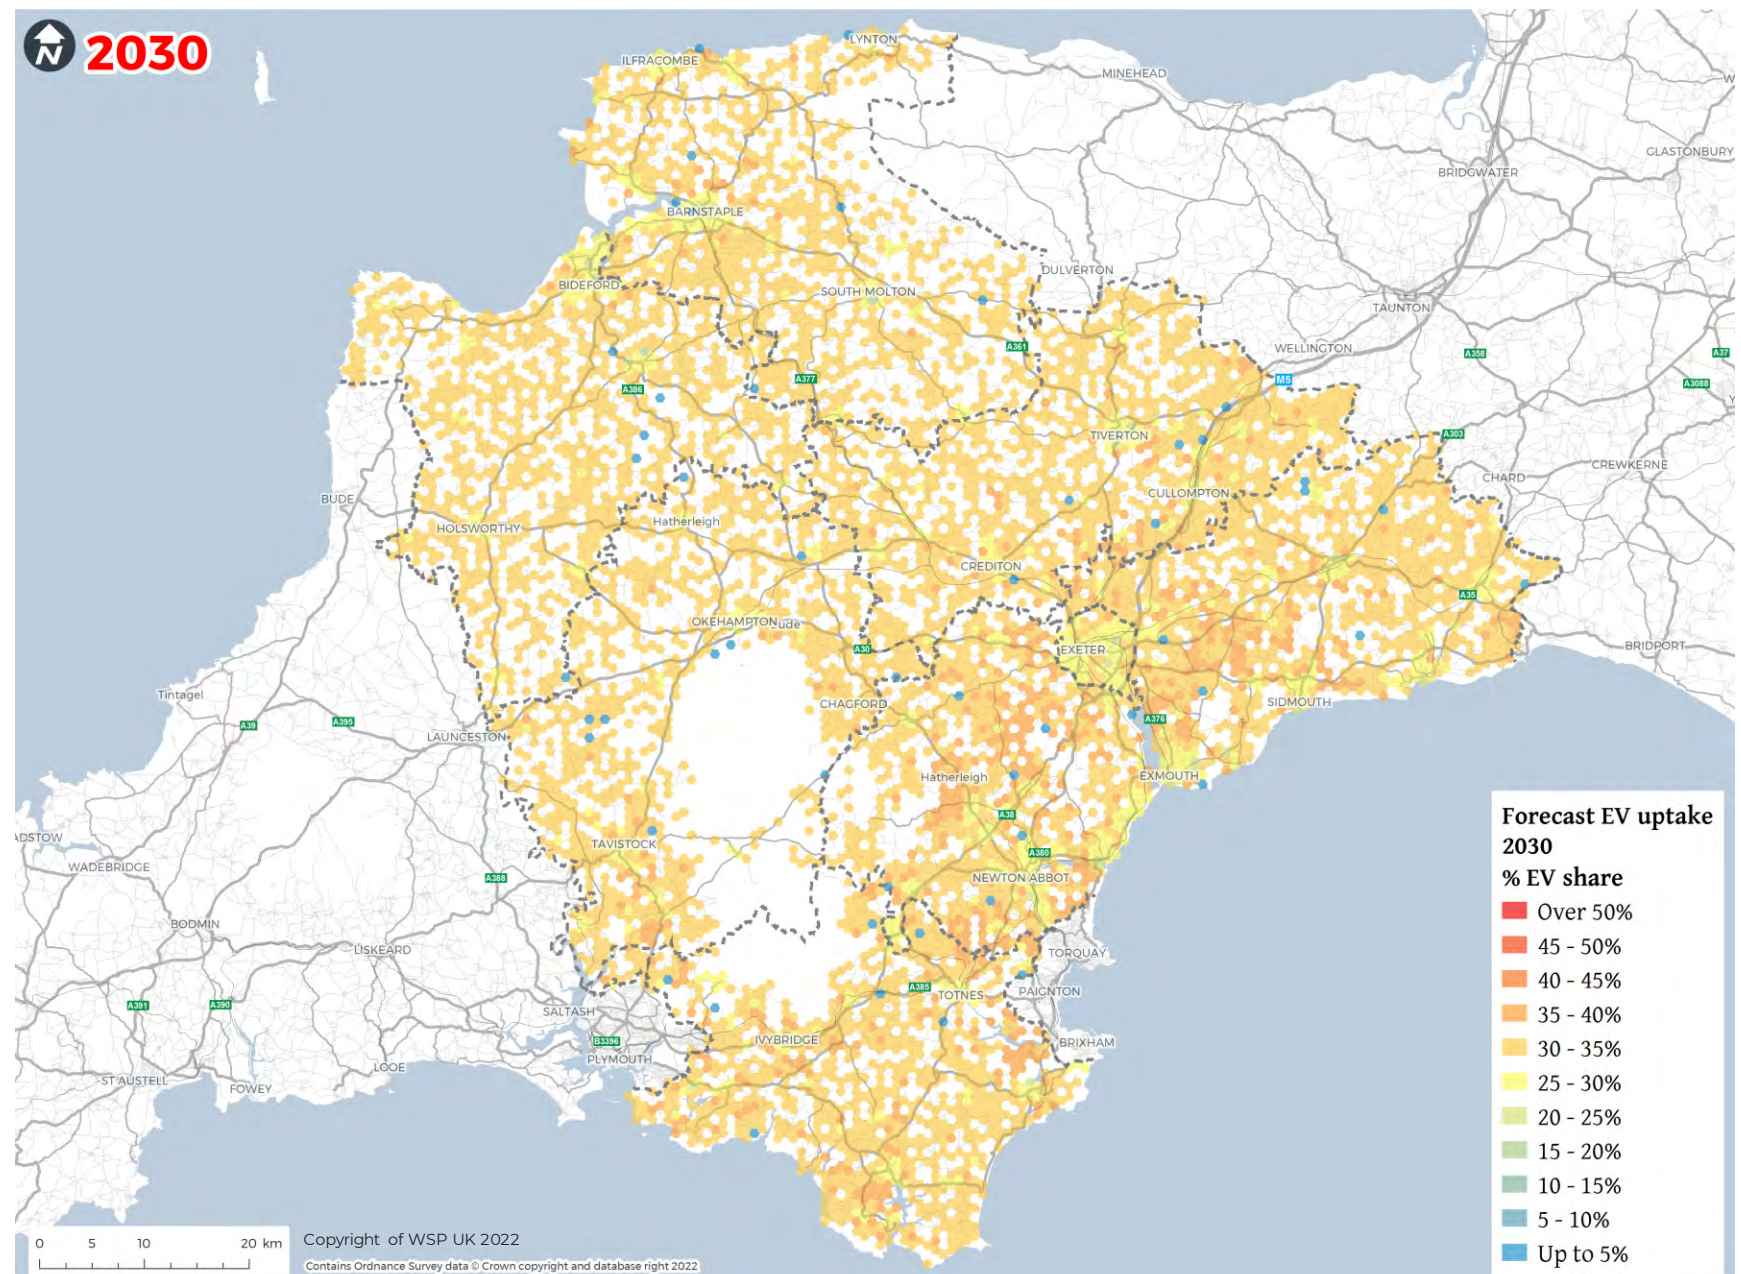 N
2030
LYNTON
ILFRACOMBE
MINEHEAD
GLASTONBURY
BRIDGWATER
BARNSTAPLE
DULVERTON
BIDEFORD
SOUTH MOLTON
TAUNTON
A361
WELLINGTON
A358
A37
A377
M5
A386
A3088
TIVERTON
A303
CREWKERNE
CHARD
BUDE
CULLOMPTON
Hatherleigh
HOLSWORTHY
CREDITON
A35
OKEHAMPTON
A30
EXETER
BRIDPORT
Tintagel
CHAGFORD
SIDMOUTH
A39
A395
A376
LAUNCESTON
Hatherleigh
EXMOUTH
A38
ADSTOW
TAVISTOCK
A380
WADEBRIDGE
A388
NEWTON ABBOT
BODMIN
LISKEARD
TORQUAY
A385
TOTNES
PAIGNTON
A391
A390
SALTASH
B3396
IVYBRIDGE
BRIXHAM
PLYMOUTH
LOOE
ST AUSTELL
FOWEY
Forecast EV uptake
2030
% EV share
Over 50%
45 - 50%
40 - 45%
35 - 40%
30 - 35%
25 - 30%
20 - 25%
15 - 20%
10 - 15%
5 - 10%
Up to 5%
0 5 10 20 km
Copyright of WSP UK 2022
Contains Ordnance Survey data © Crown copyright and database right 2022